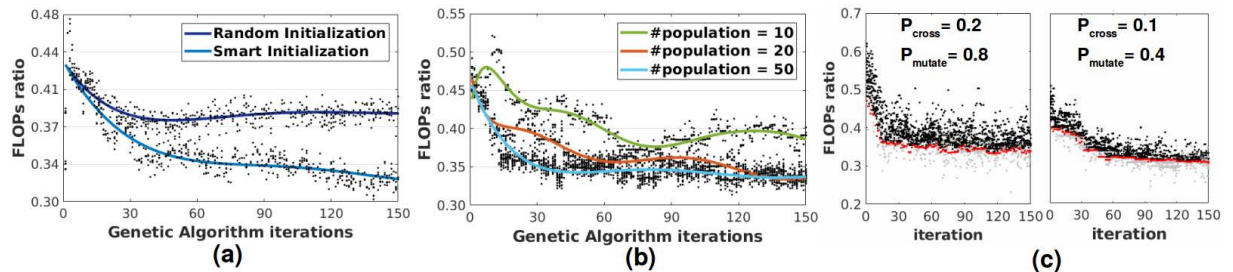 0.48
0.44
0.41
0.37
0.34
0.30
FLOPs ratio
Random Initialization
Smart Initialization
0 30 60 90 120 150
Genetic Algorithm iterations
(a)
0.55
0.50
0.45
0.40
0.35
0.30
FLOPs ratio
#population = 10
#population = 20
#population = 50
0 30 60 90 120 150
Genetic Algorithm iterations
(b)
0.7
0.6
0.5
0.4
0.3
0.2
FLOPs ratio
Pcross= 0.2
Pmutate= 0.8
0 30 60 90 120 150
iteration
Pcross= 0.1
Pmutate= 0.4
0 30 60 90 120 150
iteration
(c)